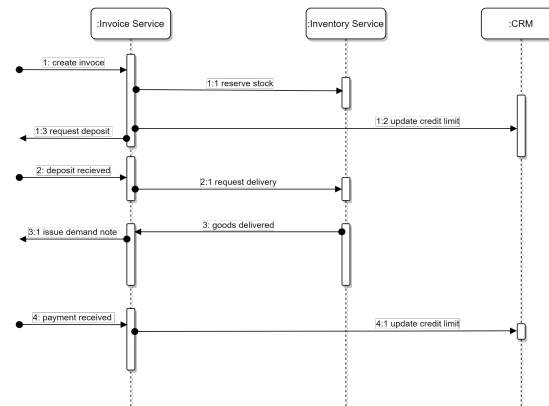 :Invoice Service
:Inventory Service
:CRM
1: create invoce
1:1 reserve stock
1:2 update credit limit
1:3 request deposit
2: deposit recieved
2:1 request delivery
3: goods delivered
3:1 issue demand note
4: payment received
4:1 update credit limit